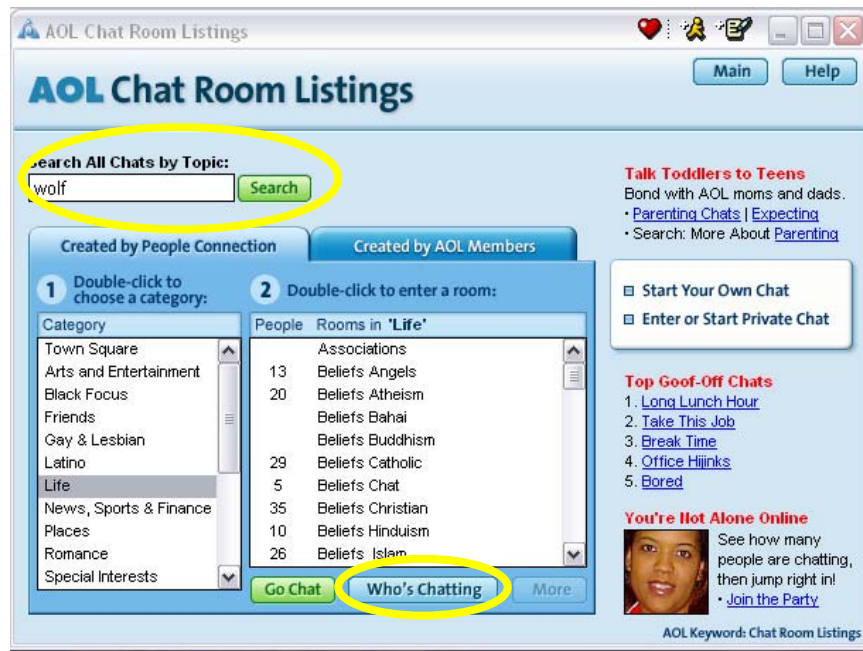 AOL Chat Room Listings
AOL Chat Room Listings
Main
Help
Search All Chats by Topic:
wolf
Search
Created by People Connection
Created by AOL Members
1 Double-click to
choose a category:
2 Double-click to enter a room:
Category
Town Square
Arts and Entertainment
Black Focus
Friends
Gay & Lesbian
Latino
Life
News, Sports & Finance
Places
Romance
Special Interests
People Rooms in 'Life'
Associations
13 Beliefs Angels
20 Beliefs Atheism
Beliefs Bahai
Beliefs Buddhism
29 Beliefs Catholic
5 Beliefs Chat
35 Beliefs Christian
10 Beliefs Hinduism
26 Beliefs Islam
Go Chat
Who's Chatting
More
Talk Toddlers to Teens
Bond with AOL moms and dads.
· Parenting Chats | Expecting
· Search: More About Parenting
Start Your Own Chat
Enter or Start Private Chat
Top Goof-Off Chats
1. Long Lunch Hour
2. Take This Job
3. Break Time
4. Office Hijinks
5. Bored
You're Not Alone Online
See how many
people are chatting,
then jump right in!
· Join the Party
AOL Keyword: Chat Room Listings